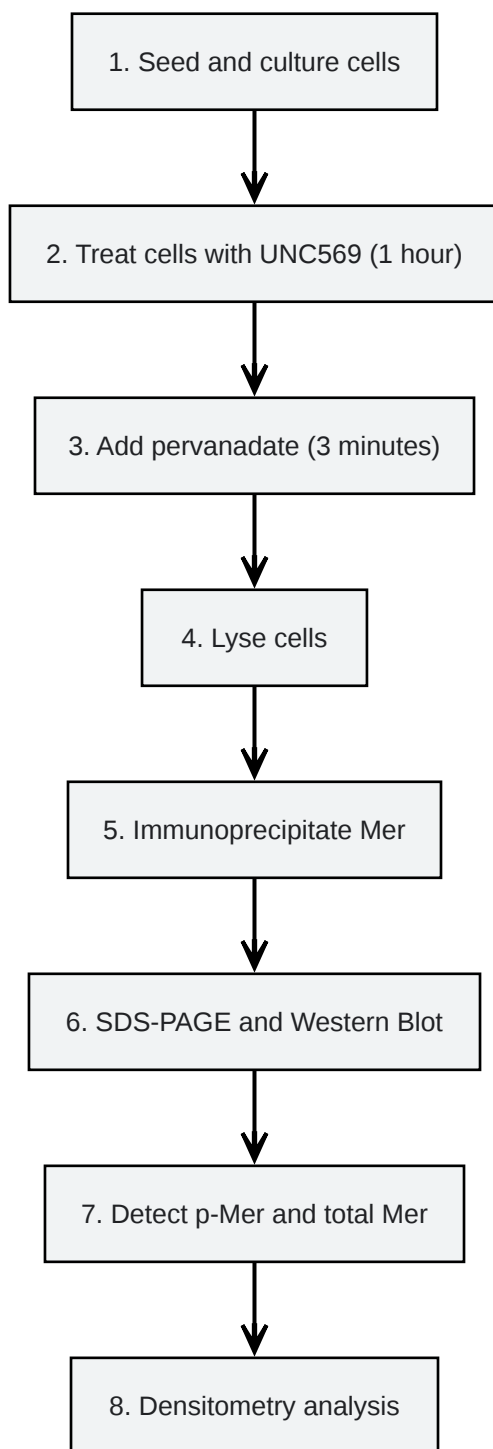 1. Seed and culture cells
2. Treat cells with UNC569 (1 hour)
3. Add pervanadate (3 minutes)
4. Lyse cells
5. Immunoprecipitate Mer
6. SDS-PAGE and Western Blot
7. Detect p-Mer and total Mer
8. Densitometry analysis